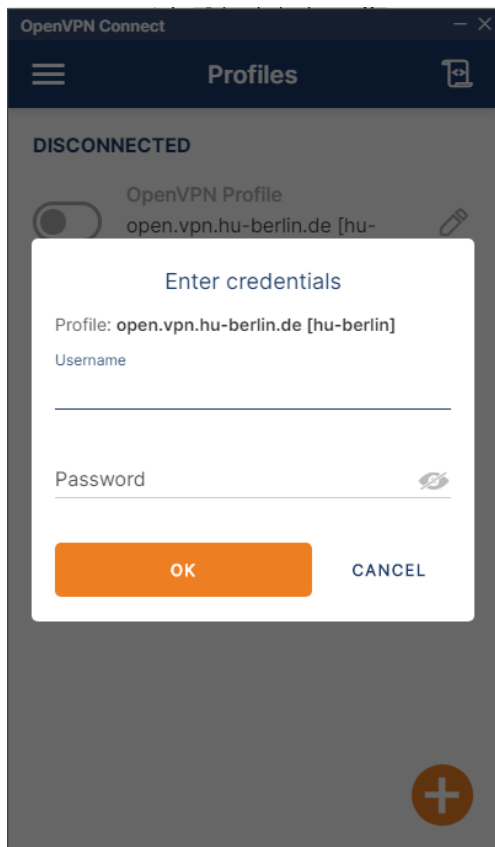 OpenVPN Connect
Profiles
DISCONNECTED
OpenVPN Profile
open.vpn.hu-berlin.de [hu-
Enter credentials
Profile: open.vpn.hu-berlin.de [hu-berlin]
Username
Password
OK
CANCEL